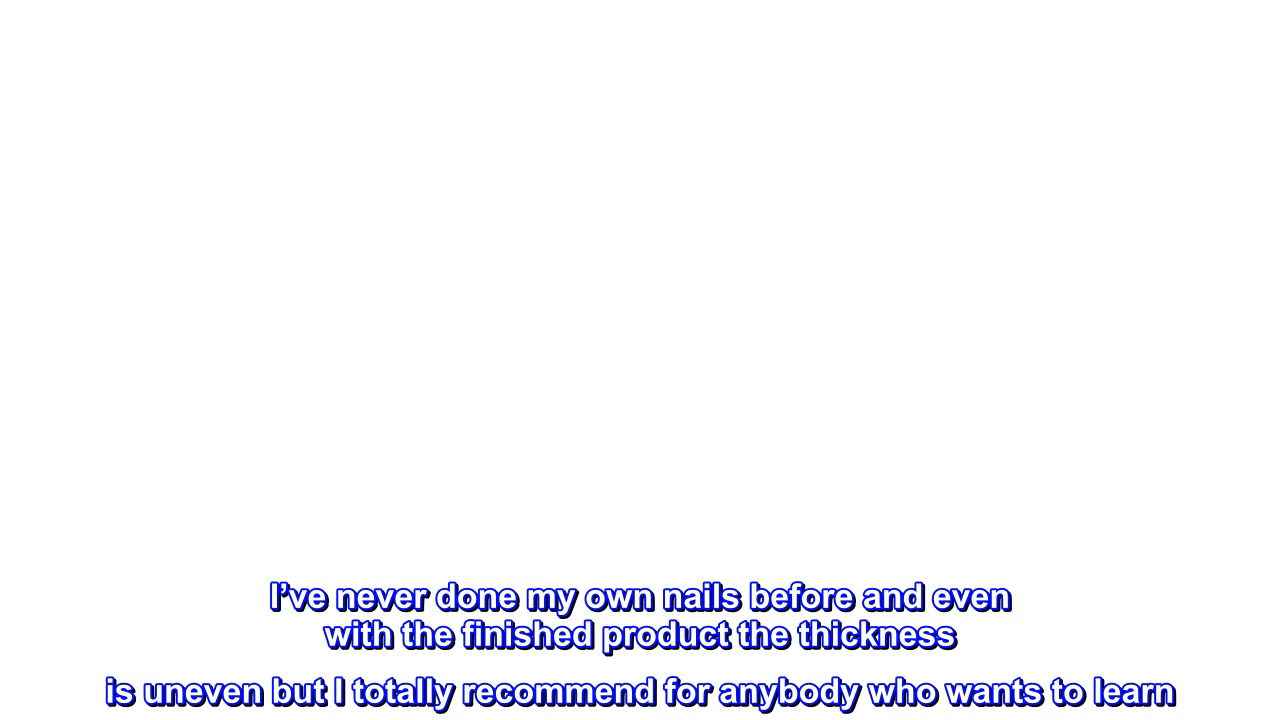 I've never done my own nails before and even
with the finished product the thickness
is uneven but I totally recommend for anybody who wants to learn